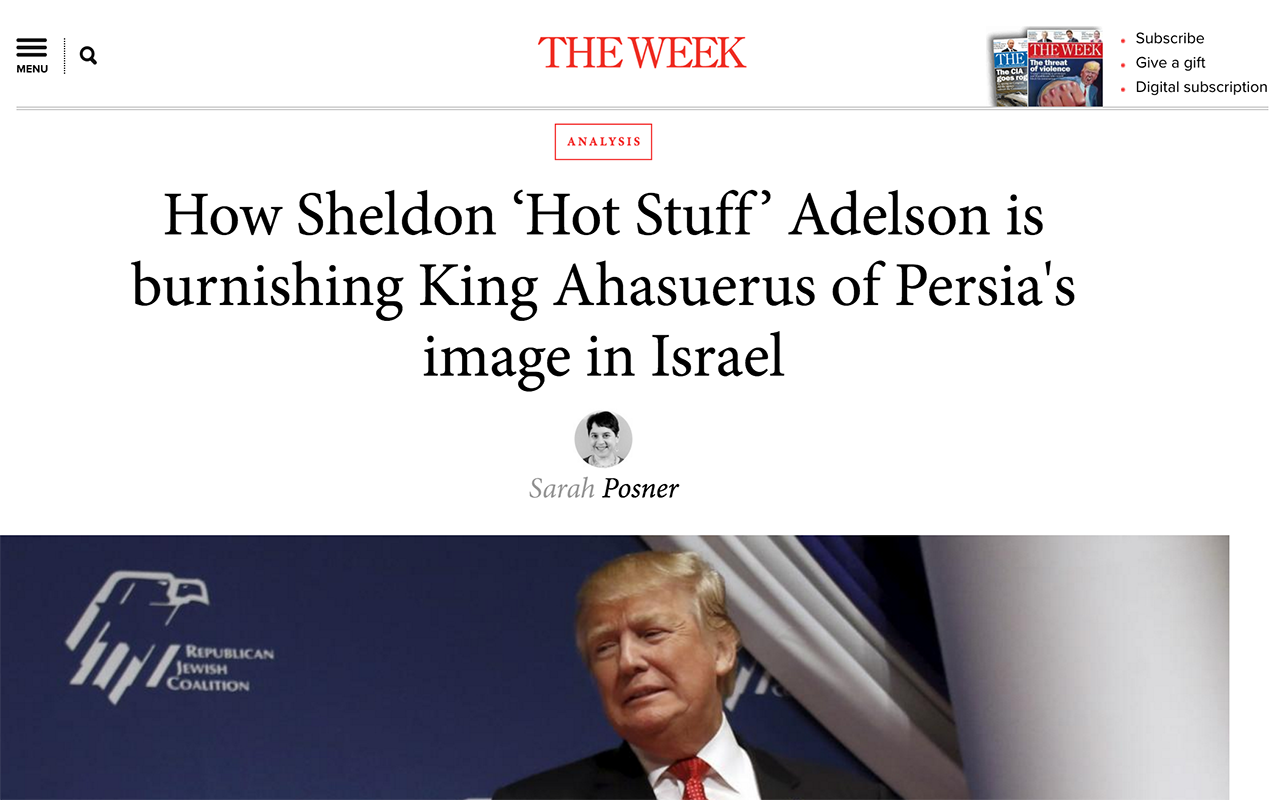 MENU
THE WEEK
THE
The CIA
goes rog
THE WEEK
The threat
of violence
Subscribe
Give a gift
Digital subscription
ANALYSIS
How Sheldon ‘Hot Stuff’ Adelson is
burnishing King Ahasuerus of Persia's
image in Israel
Sarah Posner
REPUBLICAN
JEWISH
COALITION